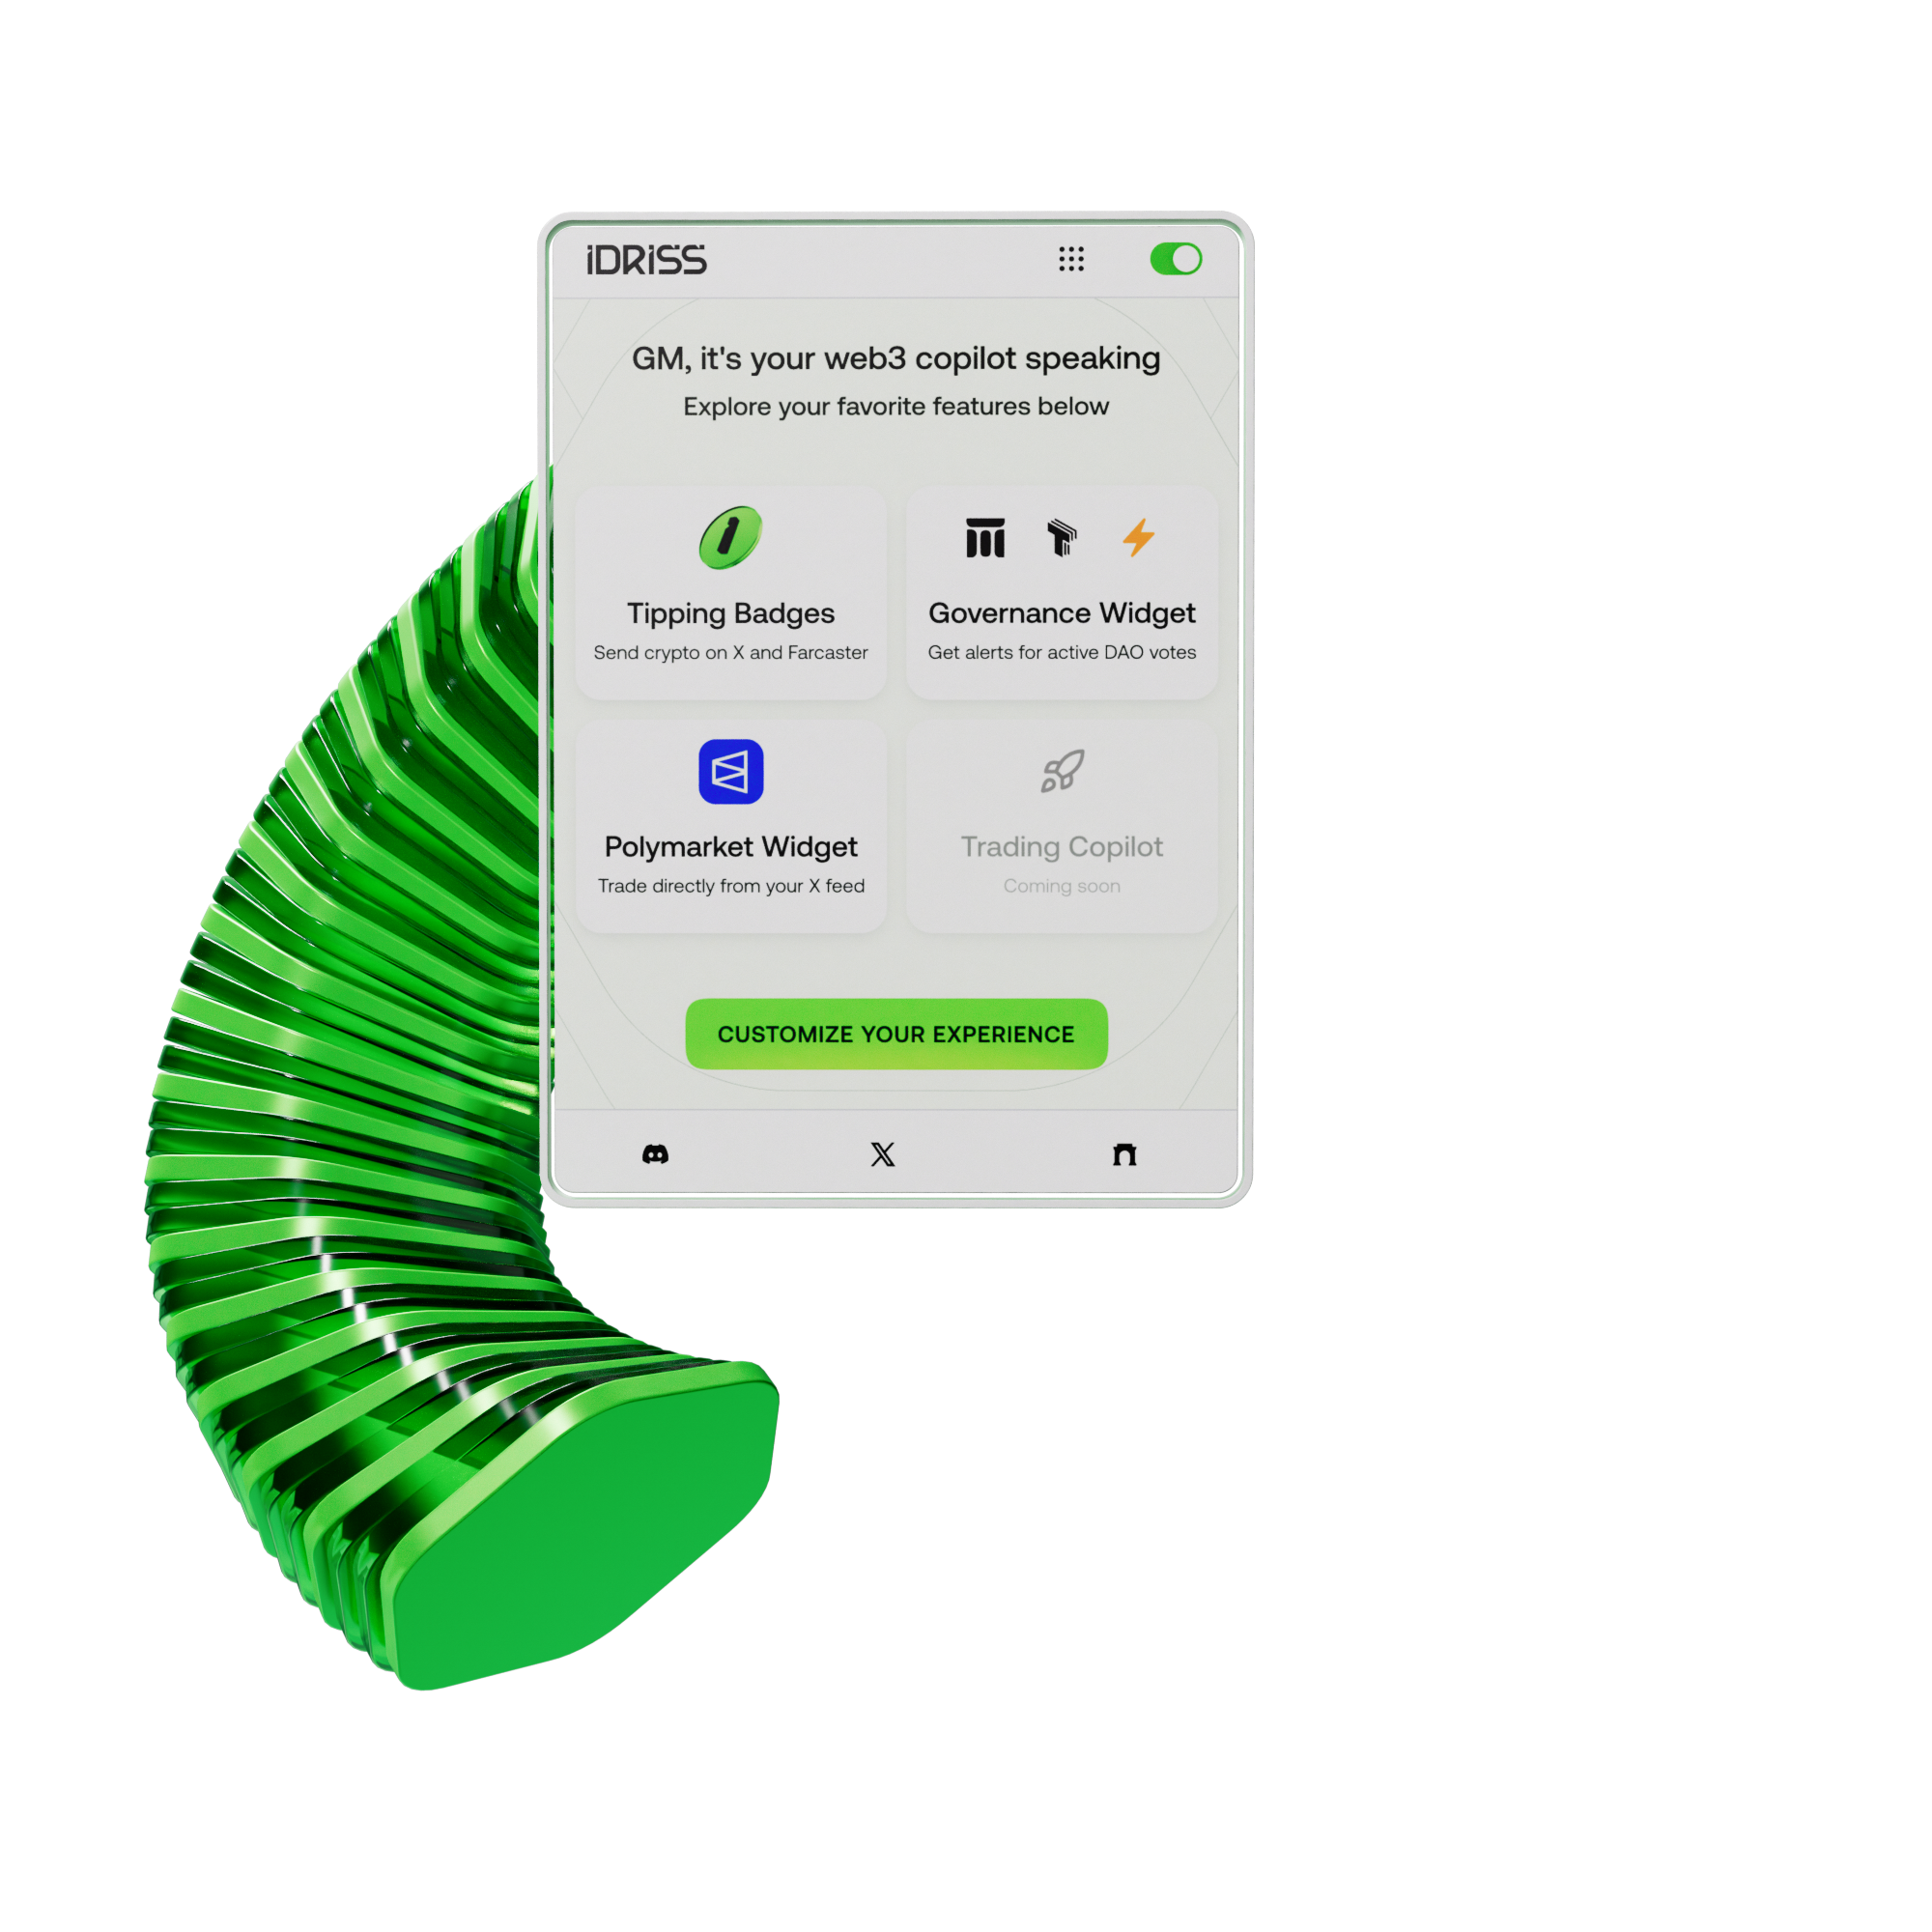 iDRiSS
GM, it's your web3 copilot speaking
Explore your favorite features below
Tipping Badges
Send crypto on X and Farcaster
Governance Widget
Get alerts for active DAO votes
Polymarket Widget
Trade directly from your X feed
Trading Copilot
Coming soon
CUSTOMIZE YOUR EXPERIENCE